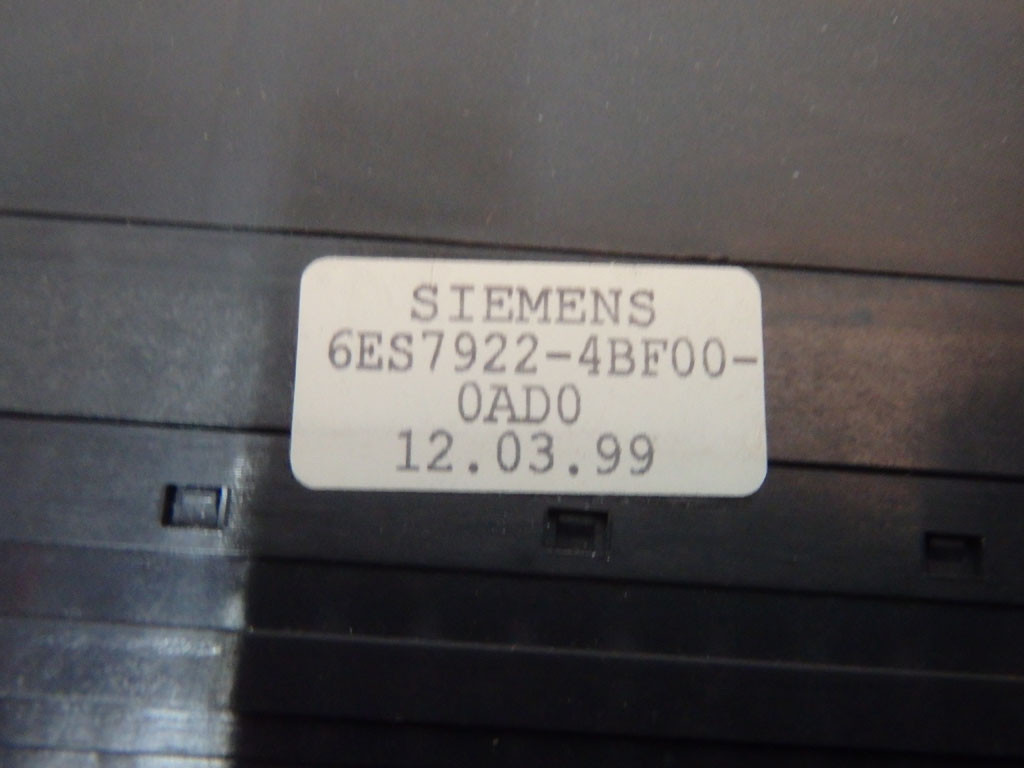 SIEMENS
6ES7922-4BF00-
0AD0
12.03.99